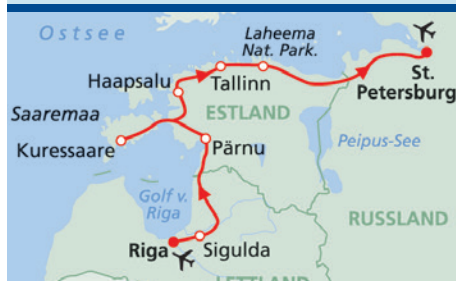 Ostsee
Laheema
Nat. Park.
Haapsalu
Tallinn
St.
Petersburg
Saaremaa
ESTLAND
Kuressaare
Pärnu
Peipus-See
Golf v.
Riga
RUSSLAND
Riga
Sigulda
LETTLAND